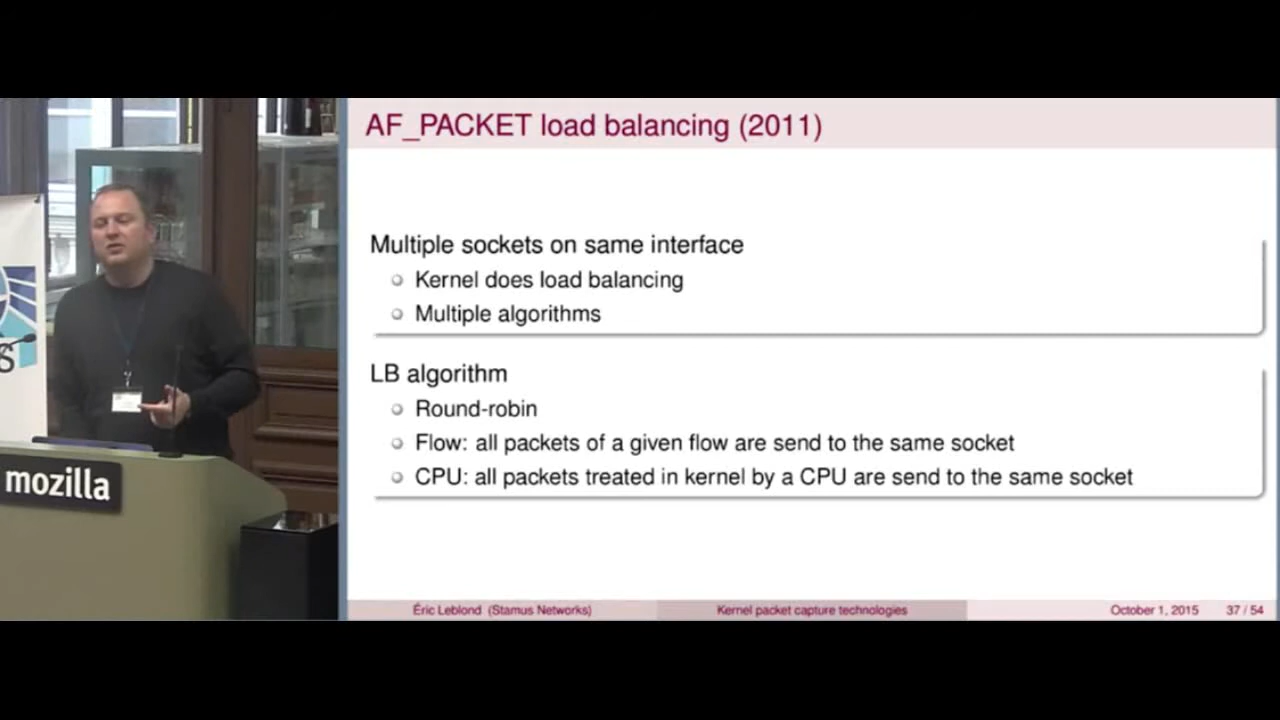 AF_PACKET load balancing (2011)
Multiple sockets on same interface
Kernel does load balancing
Multiple algorithms
LB algorithm
Round-robin
Flow: all packets of a given flow are send to the same socket
CPU: all packets treated in kernel by a CPU are send to the same socket
Éric Leblond (Stamus Networks)
Kernel packet capture technologies
October 1, 2015
37 / 54
mozilla